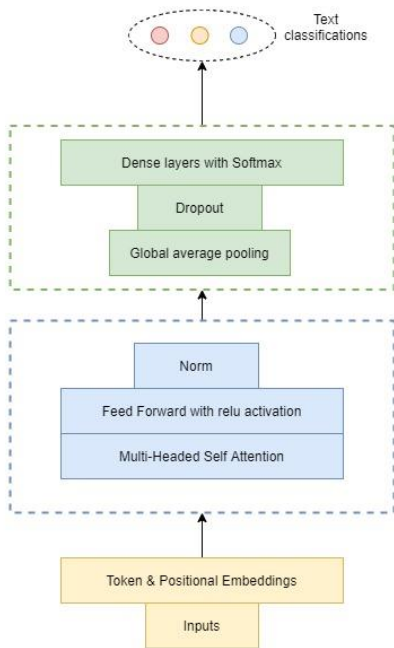 Text
classifications
Dense layers with Softmax
Dropout
Global average pooling
Norm
Feed Forward with relu activation
Multi-Headed Self Attention
Token & Positional Embeddings
Inputs